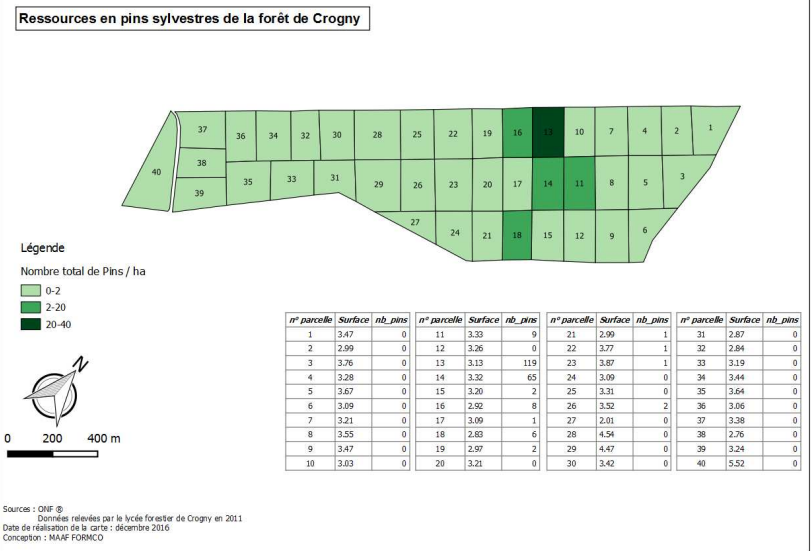 Ressources en pins sylvestres de la forêt de Crogny
37 36 34 32 30 28 25 22 19 16 13 10 7 4 2 1
40 38 39 35 33 31 29 26 23 20 17 14 11 8 5 3
27 24 21 18 15 12 9 6
Légende
Nombre total de Pins / ha
0-2
2-20
20-40
N
0 200 400 m
n° parcelle Surface nb_pins n° parcelle Surface nb_pins n° parcelle Surface nb_pins n° parcelle Surface nb_pins
1 3.47 0 11 3.33 9 21 2.99 1 31 2.87 0
2 2.99 0 12 3.26 0 22 3.77 1 32 2.84 0
3 3.76 0 13 3.13 119 23 3.87 1 33 3.19 0
4 3.28 0 14 3.32 65 24 3.09 0 34 3.44 0
5 3.67 0 15 3.20 2 25 3.31 0 35 3.64 0
6 3.09 0 16 2.92 8 26 3.52 2 36 3.06 0
7 3.21 0 17 3.09 1 27 2.01 0 37 3.38 0
8 3.55 0 18 2.83 6 28 4.54 0 38 2.76 0
9 3.47 0 19 2.97 2 29 4.47 0 39 3.24 0
10 3.03 0 20 3.21 0 30 3.42 0 40 5.52 0
Sources : ONF ®
Données relevées par le lycée forestier de Crogny en 2011
Date de réalisation de la carte : décembre 2016
Conception : MAAF FORMCO